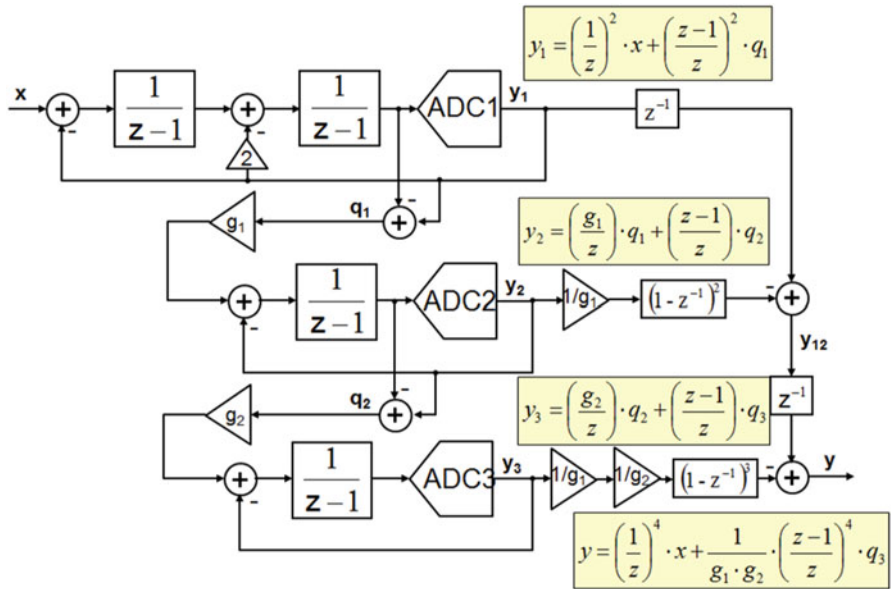 y₁ = (1/z)² · x + ((z−1)/z)² · q₁
x
+
-
1/(z−1)
+
-
2
1/(z−1)
ADC1
y₁
z⁻¹
-
+
q₁
g₁
y₂ = (g₁/z) · q₁ + ((z−1)/z) · q₂
+
-
1/(z−1)
ADC2
y₂
1/g₁
(1 - z⁻¹)²
-
+
y₁₂
-
+
q₂
g₂
y₃ = (g₂/z) · q₂ + ((z−1)/z) · q₃
z⁻¹
+
-
1/(z−1)
ADC3
y₃
1/g₁
1/g₂
(1 - z⁻¹)³
-
+
y
y = (1/z)⁴ · x + 1/(g₁ · g₂) · ((z−1)/z)⁴ · q₃